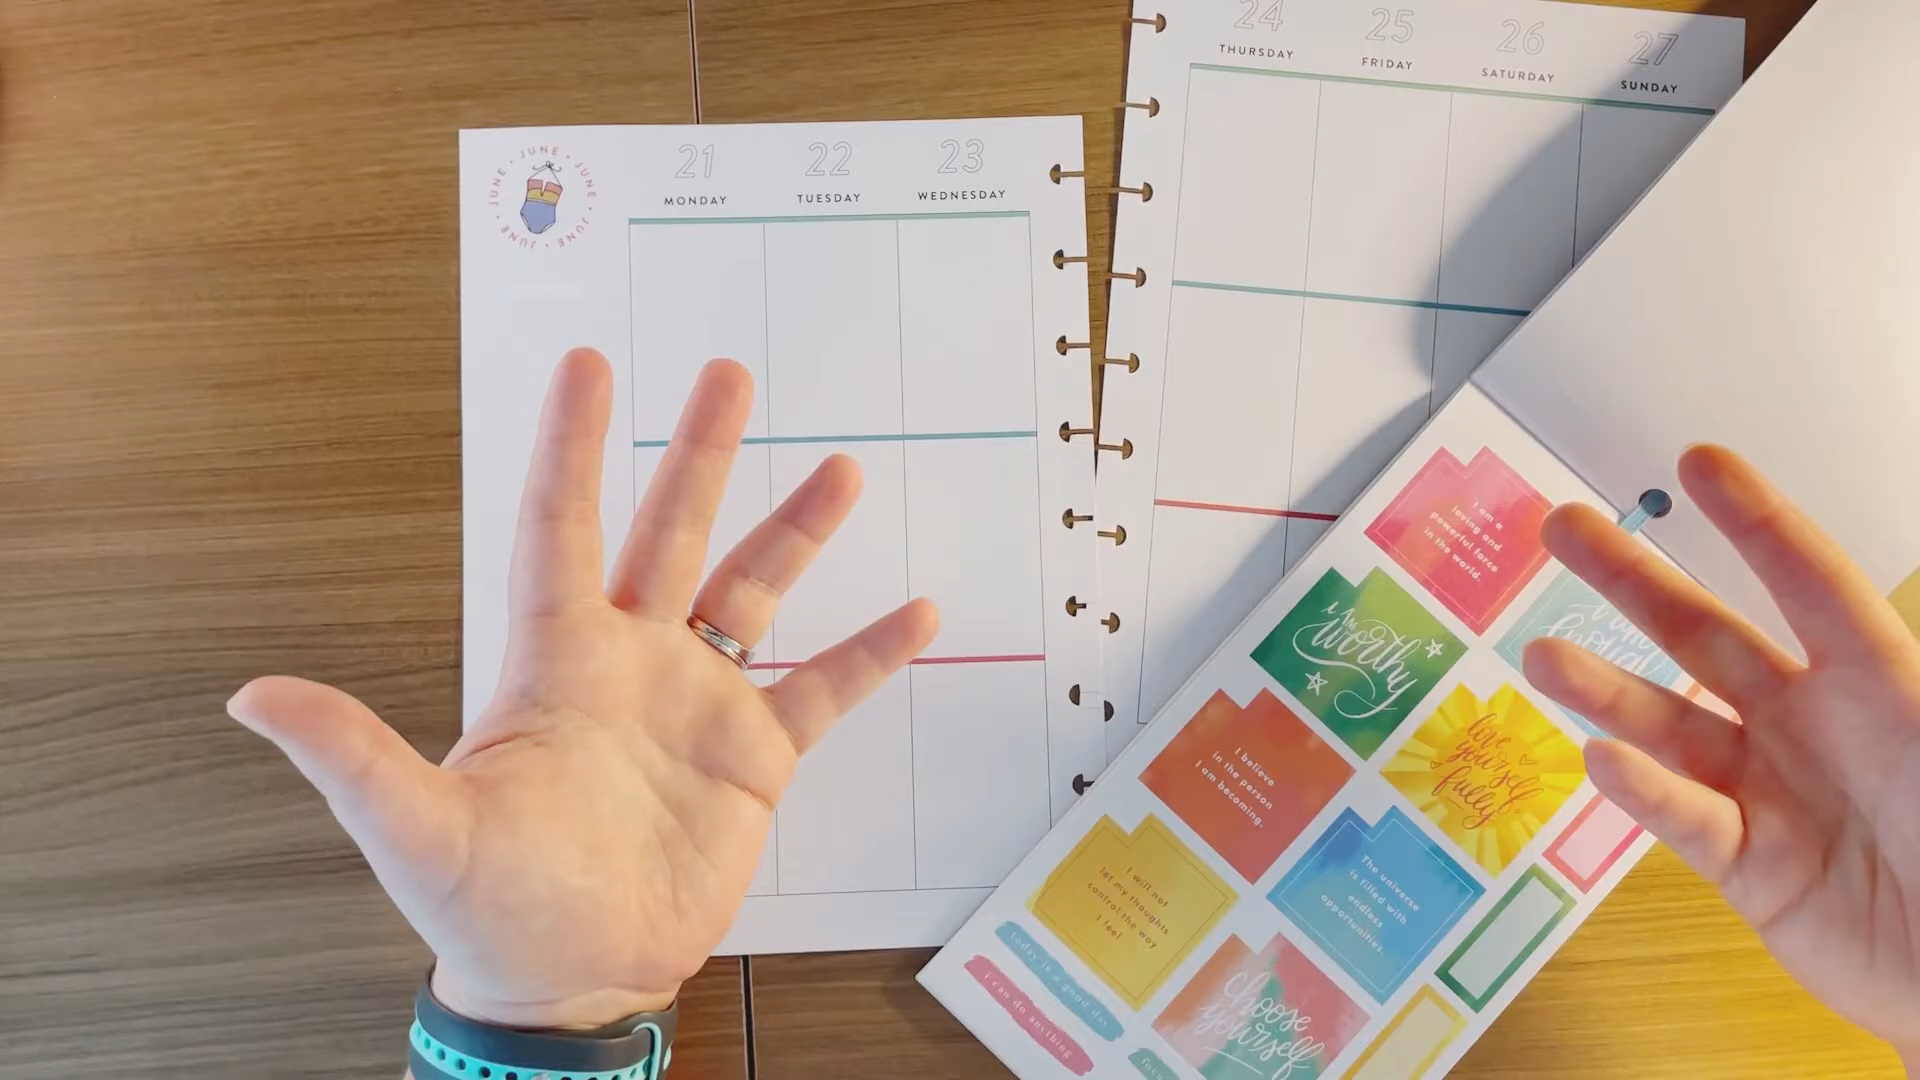 JUNE • JUNE • JUNE • JUNE • JUNE •
21 22 23
MONDAY TUESDAY WEDNESDAY
24 25 26 27
THURSDAY FRIDAY SATURDAY SUNDAY
I am a
loving and
powerful force
in the world.
i am
worthy
i am
enough
I believe
in the person
I am becoming.
love
yourself
fully
I will not
let my thoughts
control the way
I feel
The universe
is filled with
endless
opportunities.
today is a good day
i can do anything
choose
yourself